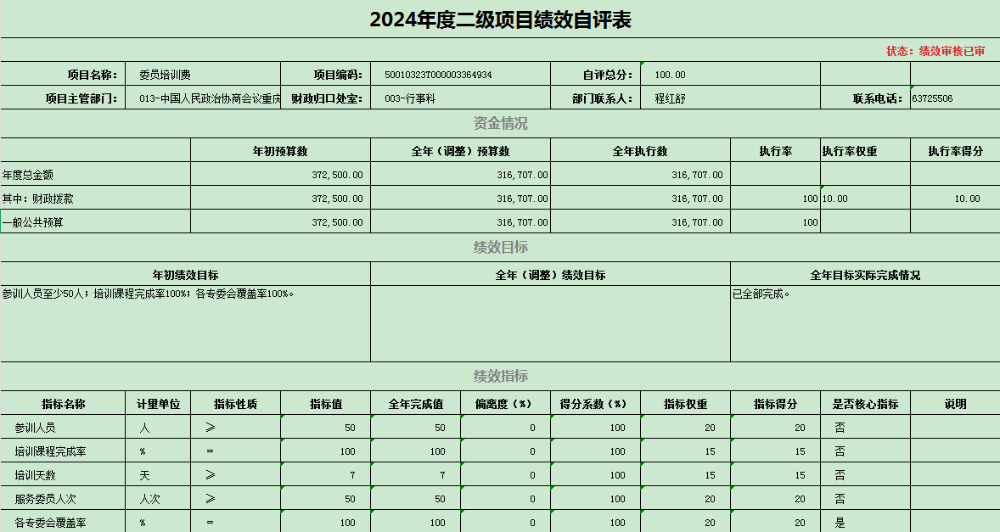 2024年度二级项目绩效自评表
状态：绩效审核已审
项目名称： 委员培训费 项目编码： 50010323T000003364934 自评总分： 100.00
项目主管部门： 013-中国人民政治协商会议重庆 财政归口处室： 003-行事科 部门联系人： 程红舒 联系电话： 63725506
资金情况
年初预算数 全年（调整）预算数 全年执行数 执行率 执行率权重 执行率得分
年度总金额 372,500.00 316,707.00 316,707.00
其中：财政拨款 372,500.00 316,707.00 316,707.00 100 10.00 10.00
一般公共预算 372,500.00 316,707.00 316,707.00 100
绩效目标
年初绩效目标 全年（调整）绩效目标 全年目标实际完成情况
参训人员至少50人；培训课程完成率100%；各专委会覆盖率100%。 已全部完成。
绩效指标
指标名称 计量单位 指标性质 指标值 全年完成值 偏离度（%） 得分系数（%） 指标权重 指标得分 是否核心指标 说明
参训人员 人 ≥ 50 50 0 100 20 20 否
培训课程完成率 % ＝ 100 100 0 100 15 15 否
培训天数 天 ≥ 7 7 0 100 15 15 否
服务委员人次 人次 ≥ 50 50 0 100 20 20 否
各专委会覆盖率 % ＝ 100 100 0 100 20 20 是